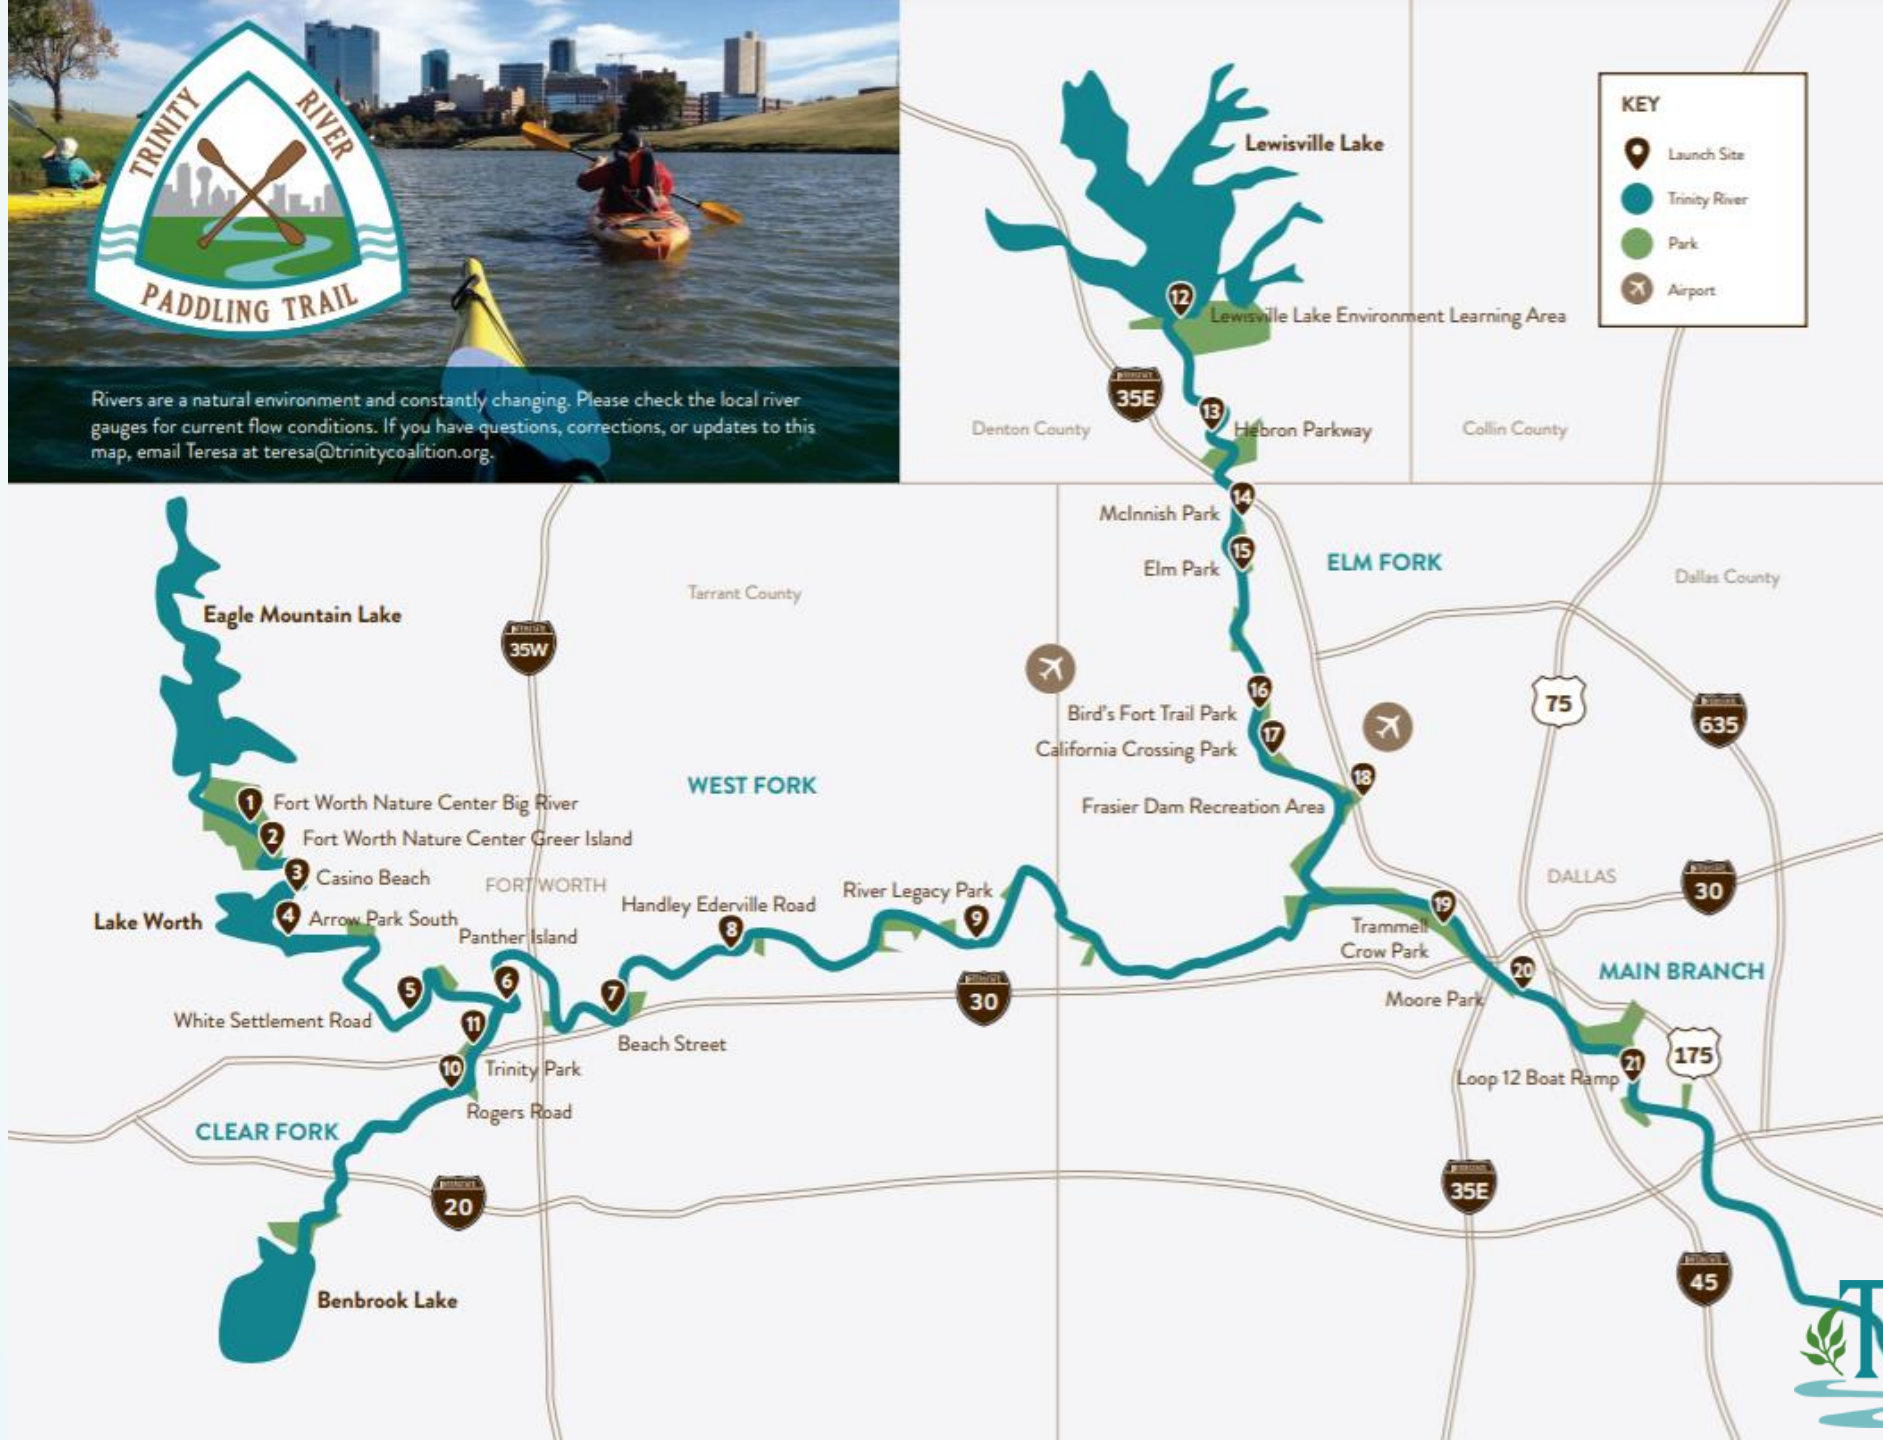 TRINITY
RIVER
PADDLING TRAIL
Rivers are a natural environment and constantly changing. Please check the local river
gauges for current flow conditions. If you have questions, corrections, or updates to this
map, email Teresa at teresa@trinitycoalition.org.
KEY
Launch Site
Trinity River
Park
Airport
Lewisville Lake
12
Lewisville Lake Environment Learning Area
35E
13
Denton County
Hebron Parkway
Collin County
14
McInnish Park
15
Elm Park
ELM FORK
Dallas County
Tarrant County
Eagle Mountain Lake
35W
16
75
Bird's Fort Trail Park
17
635
California Crossing Park
18
WEST FORK
1
Fort Worth Nature Center Big River
Frasier Dam Recreation Area
2
Fort Worth Nature Center Greer Island
3
Casino Beach
FORT WORTH
River Legacy Park
DALLAS
30
Handley Ederville Road
19
4
Arrow Park South
Lake Worth
9
8
Trammell
Crow Park
Panther Island
20
MAIN BRANCH
6
5
7
30
Moore Park
White Settlement Road
11
Beach Street
175
21
10
Trinity Park
Loop 12 Boat Ramp
Rogers Road
CLEAR FORK
20
35E
45
Benbrook Lake